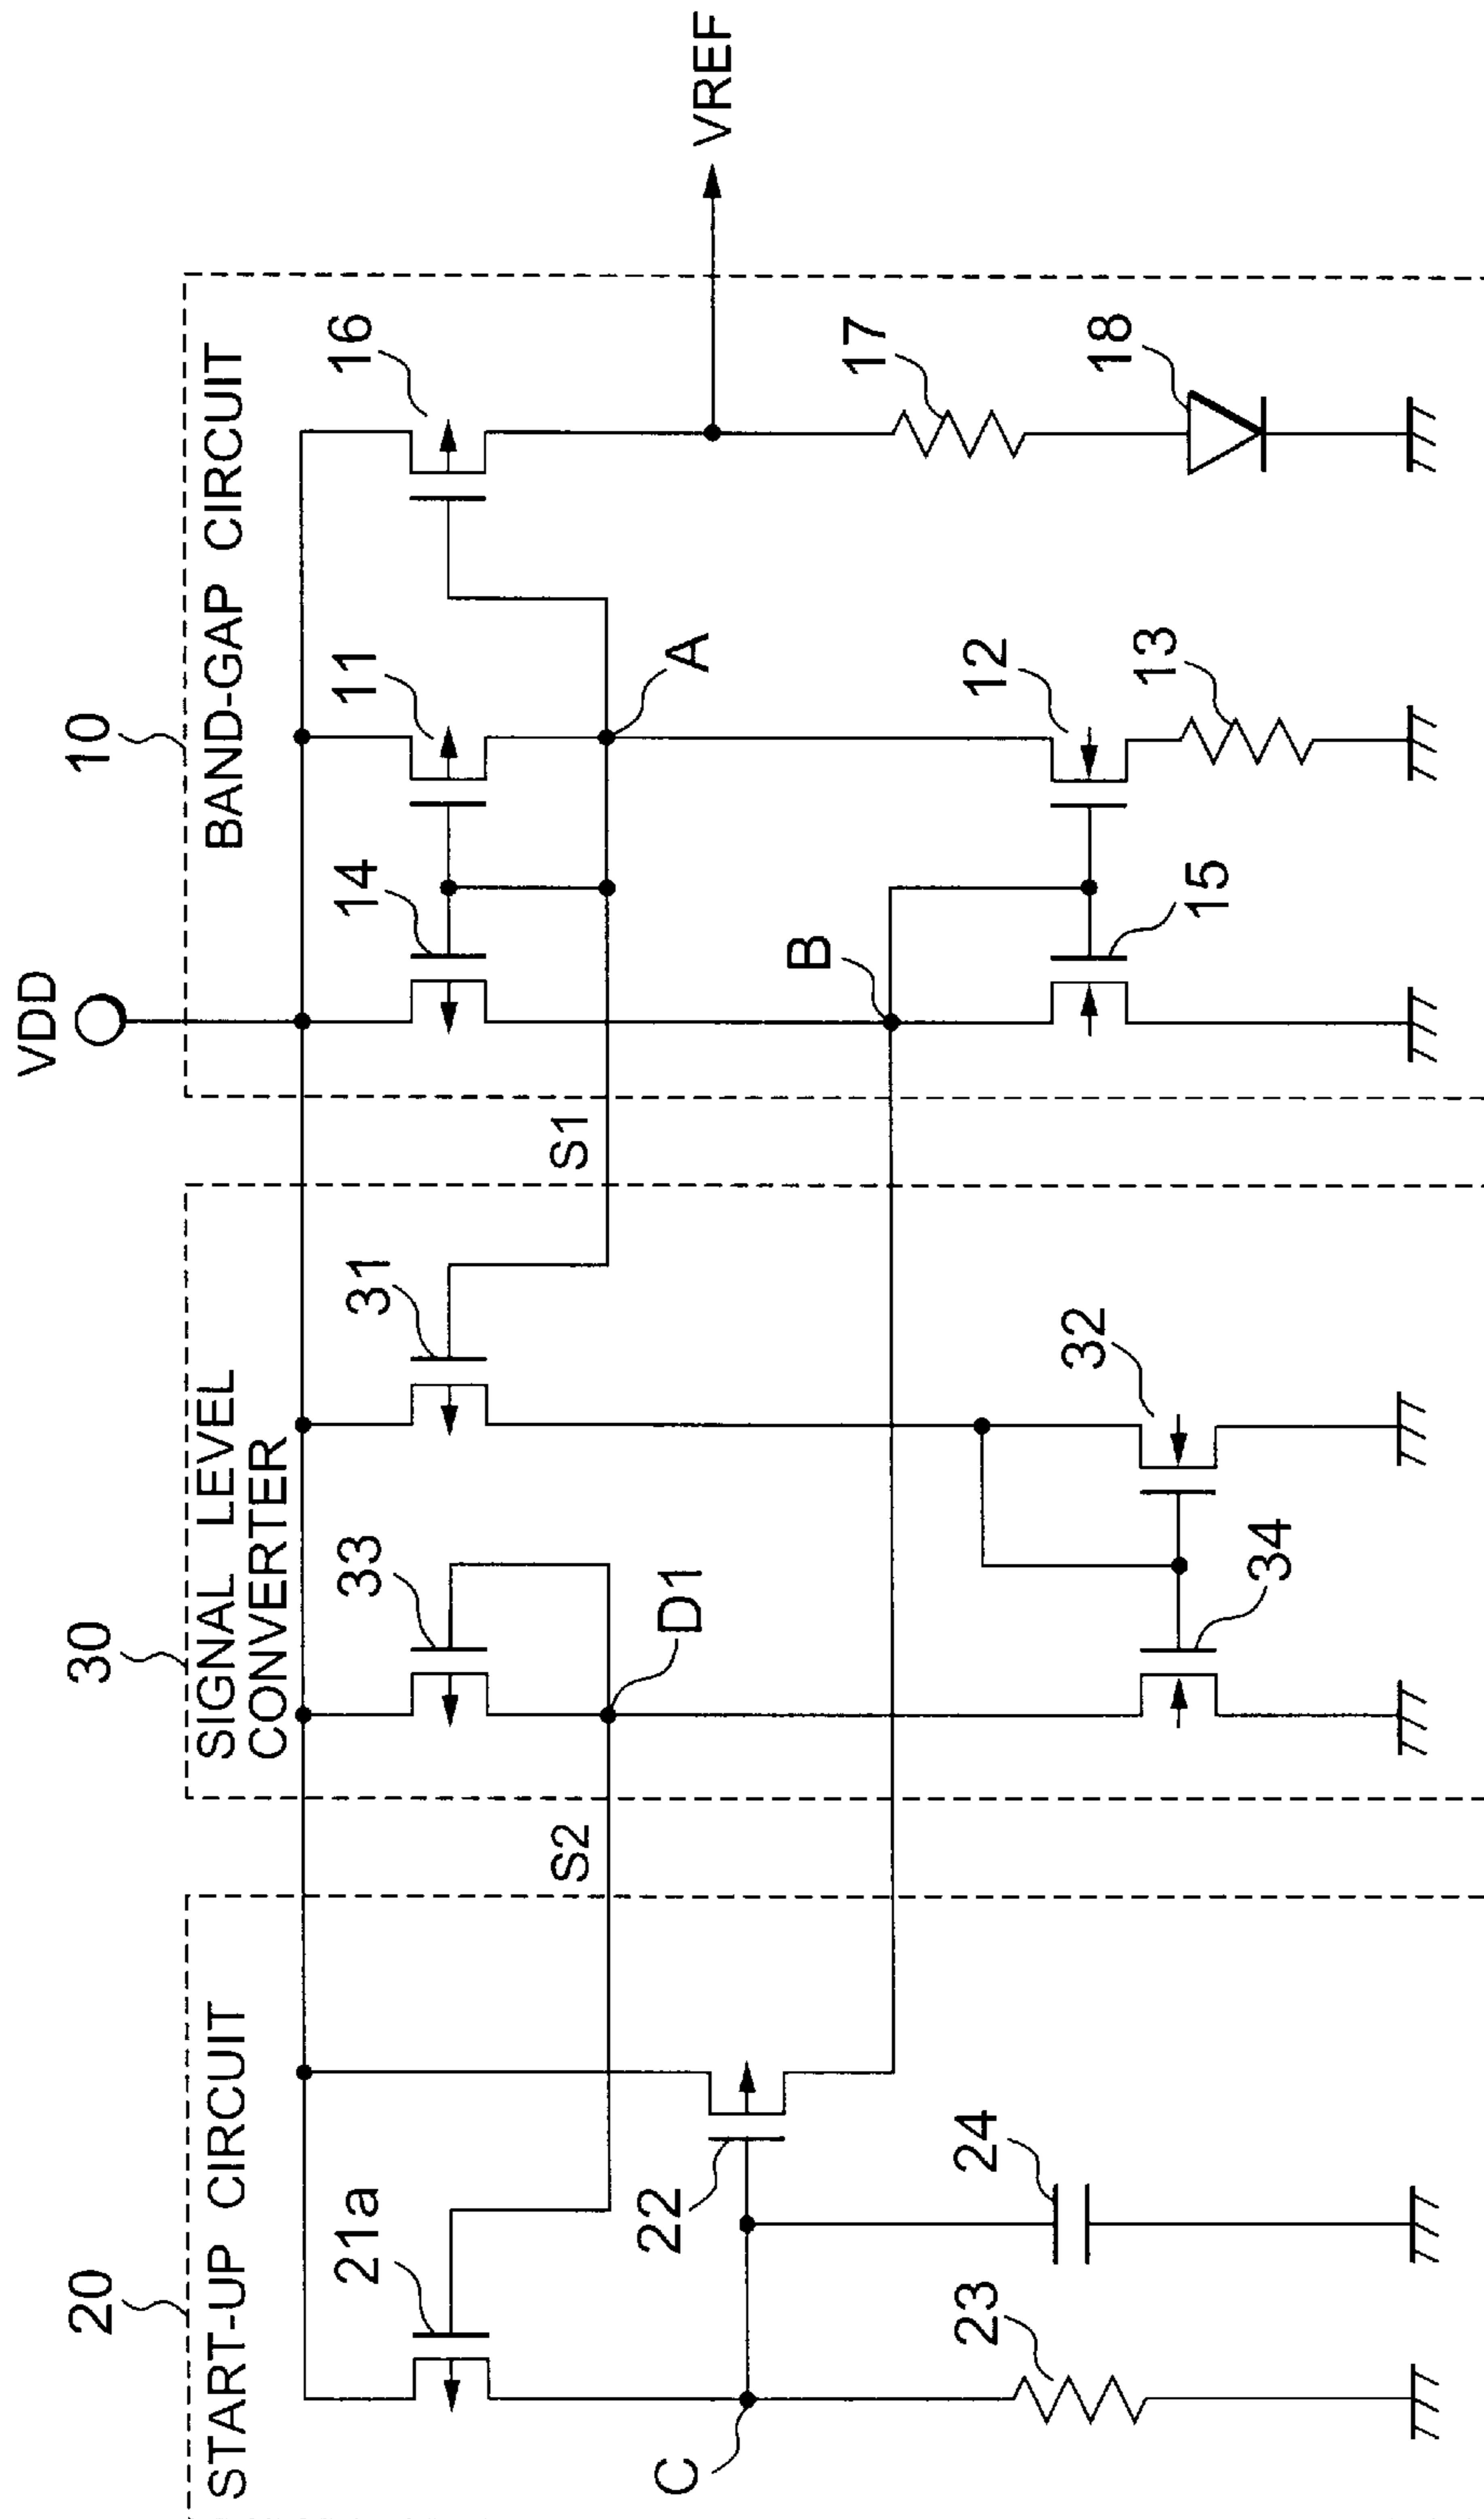 VDD
20
30
10
START-UP CIRCUIT
SIGNAL LEVEL
CONVERTER
BAND-GAP CIRCUIT
21a
33
31
14
11
16
S2
S1
D1
A
VREF
C
22
B
23
24
32
12
17
34
15
13
18